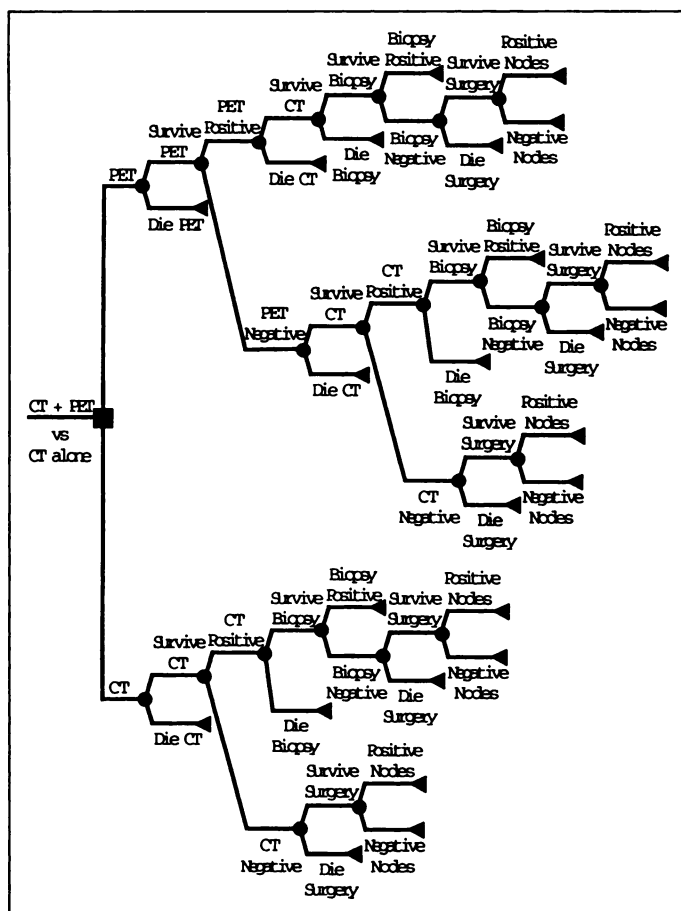 CT + PET
vs
CT alone
PET
Survive
PET
Die PET
PET
Positive
Survive
CT
Die CT
Survive
Biopsy
Die
Biopsy
Biopsy
Positive
Biopsy
Negative
Survive
Surgery
Die
Surgery
Positive
Nodes
Negative
Nodes
PET
Negative
Survive
CT
Die CT
CT
Positive
Survive
Biopsy
Die
Biopsy
Biopsy
Positive
Biopsy
Negative
Survive
Surgery
Die
Surgery
Positive
Nodes
Negative
Nodes
CT
Negative
Survive
Surgery
Die
Surgery
Positive
Nodes
Negative
Nodes
CT
Survive
CT
Die CT
CT
Positive
Survive
Biopsy
Die
Biopsy
Biopsy
Positive
Biopsy
Negative
Survive
Surgery
Die
Surgery
Positive
Nodes
Negative
Nodes
CT
Negative
Survive
Surgery
Die
Surgery
Positive
Nodes
Negative
Nodes